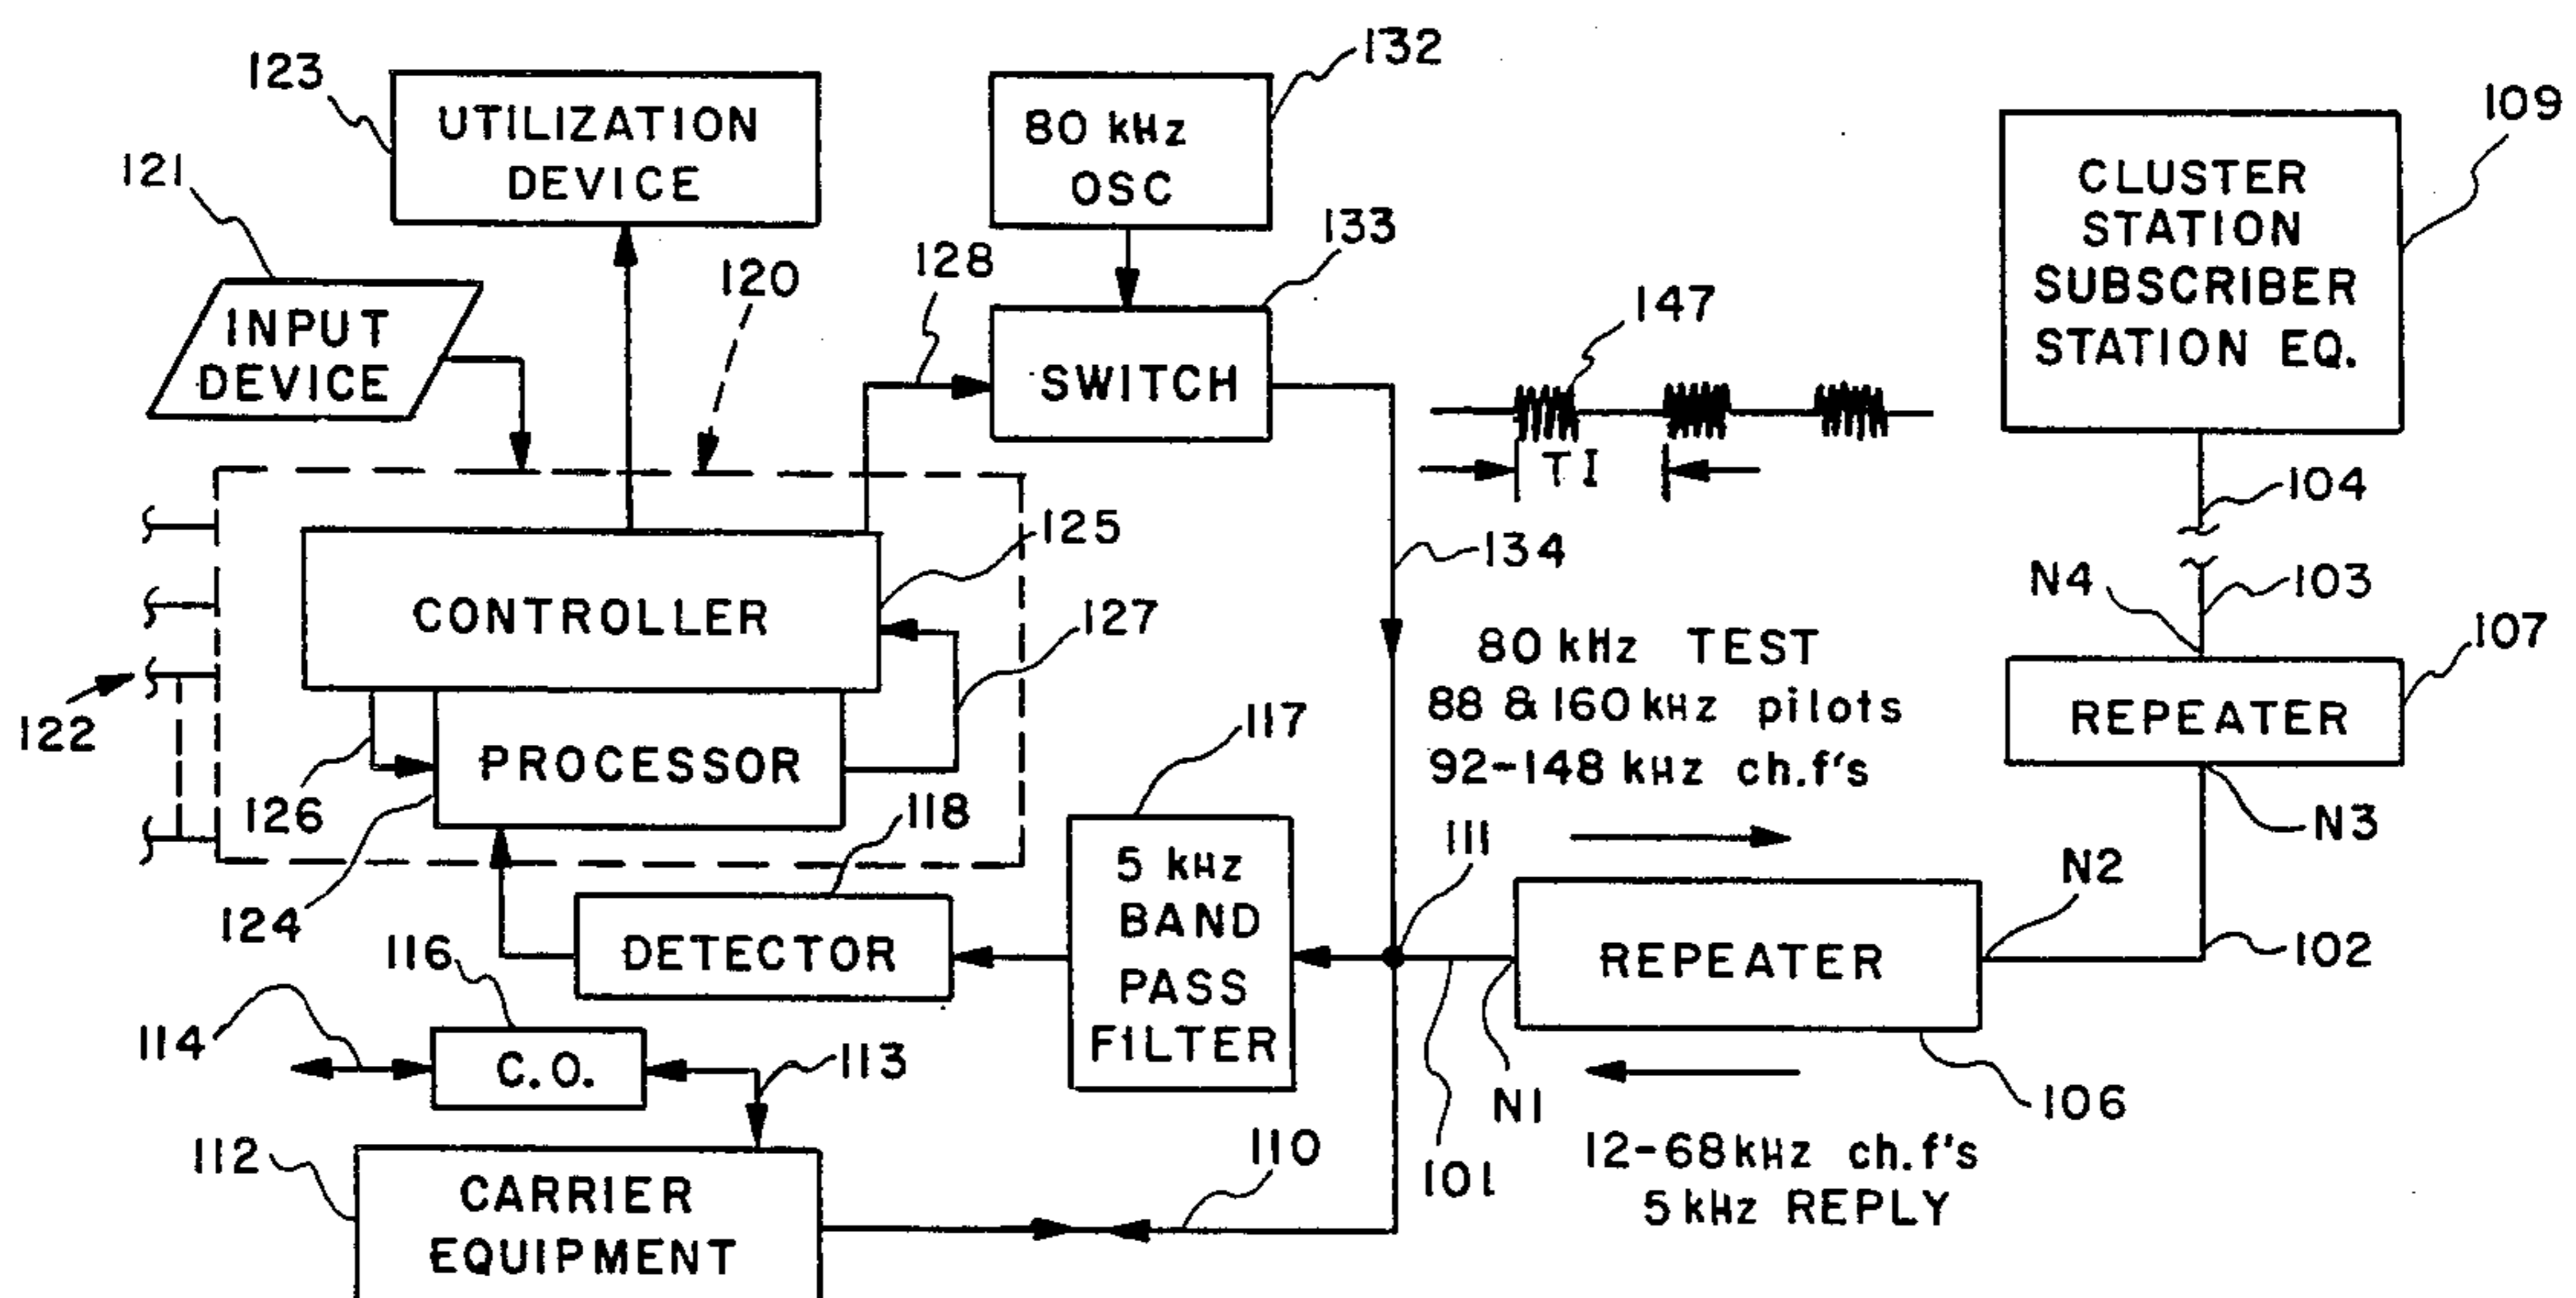 123
UTILIZATION
DEVICE
121
INPUT
DEVICE
120
128
132
80 kHz
OSC
133
SWITCH
147
TI
134
109
CLUSTER
STATION
SUBSCRIBER
STATION EQ.
104
103
N4
107
REPEATER
N3
102
N2
125
CONTROLLER
127
122
126
PROCESSOR
124
118
DETECTOR
117
5 kHz
BAND
PASS
FILTER
80 kHz TEST
88 & 160 kHz pilots
92-148 kHz ch.f's
111
REPEATER
106
N1
101
12-68 kHz ch.f's
5 kHz REPLY
116
114
C.O.
113
112
CARRIER
EQUIPMENT
110